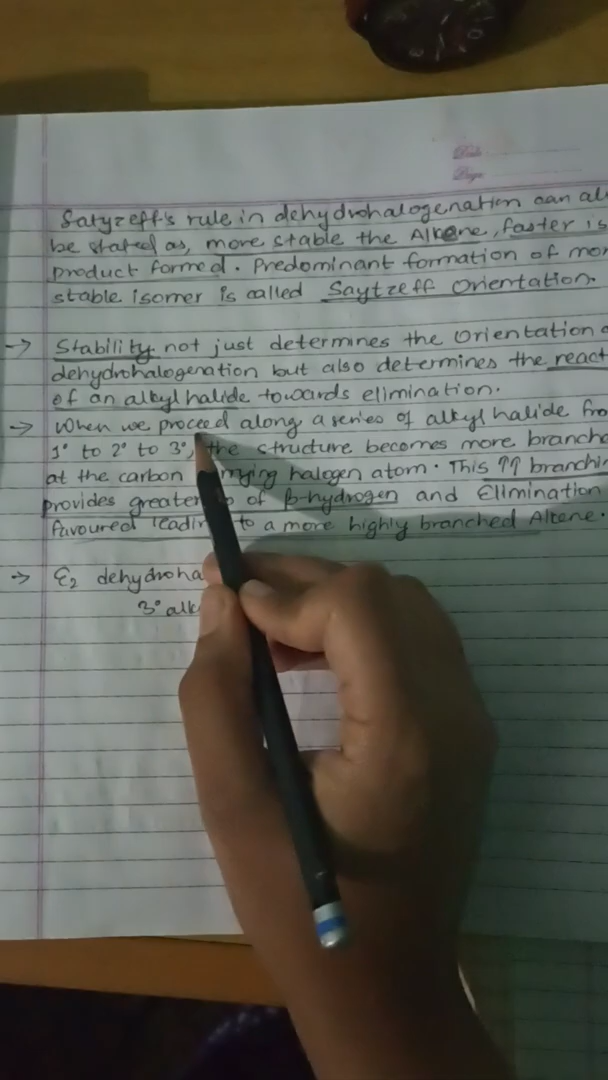 Date
Page
Satyzeff's rule in dehydrohalogenation can al
be stated as, more stable the Alkene, faster is
product formed. Predominant formation of mor
stable isomer is called Saytzeff Orientation.
→ Stability not just determines the Orientation o
dehydrohalogenation but also determines the react
of an alkyl halide towards elimination.
→ When we proceed along a series of alkyl halide fro
1° to 2° to 3°, the structure becomes more branche
at the carbon rrying halogen atom. This ↑↑ branchin
provides greater of β-hydrogen and Elimination
favoured leadin to a more highly branched Alkene.
→ E₂ dehydroha
3° alk